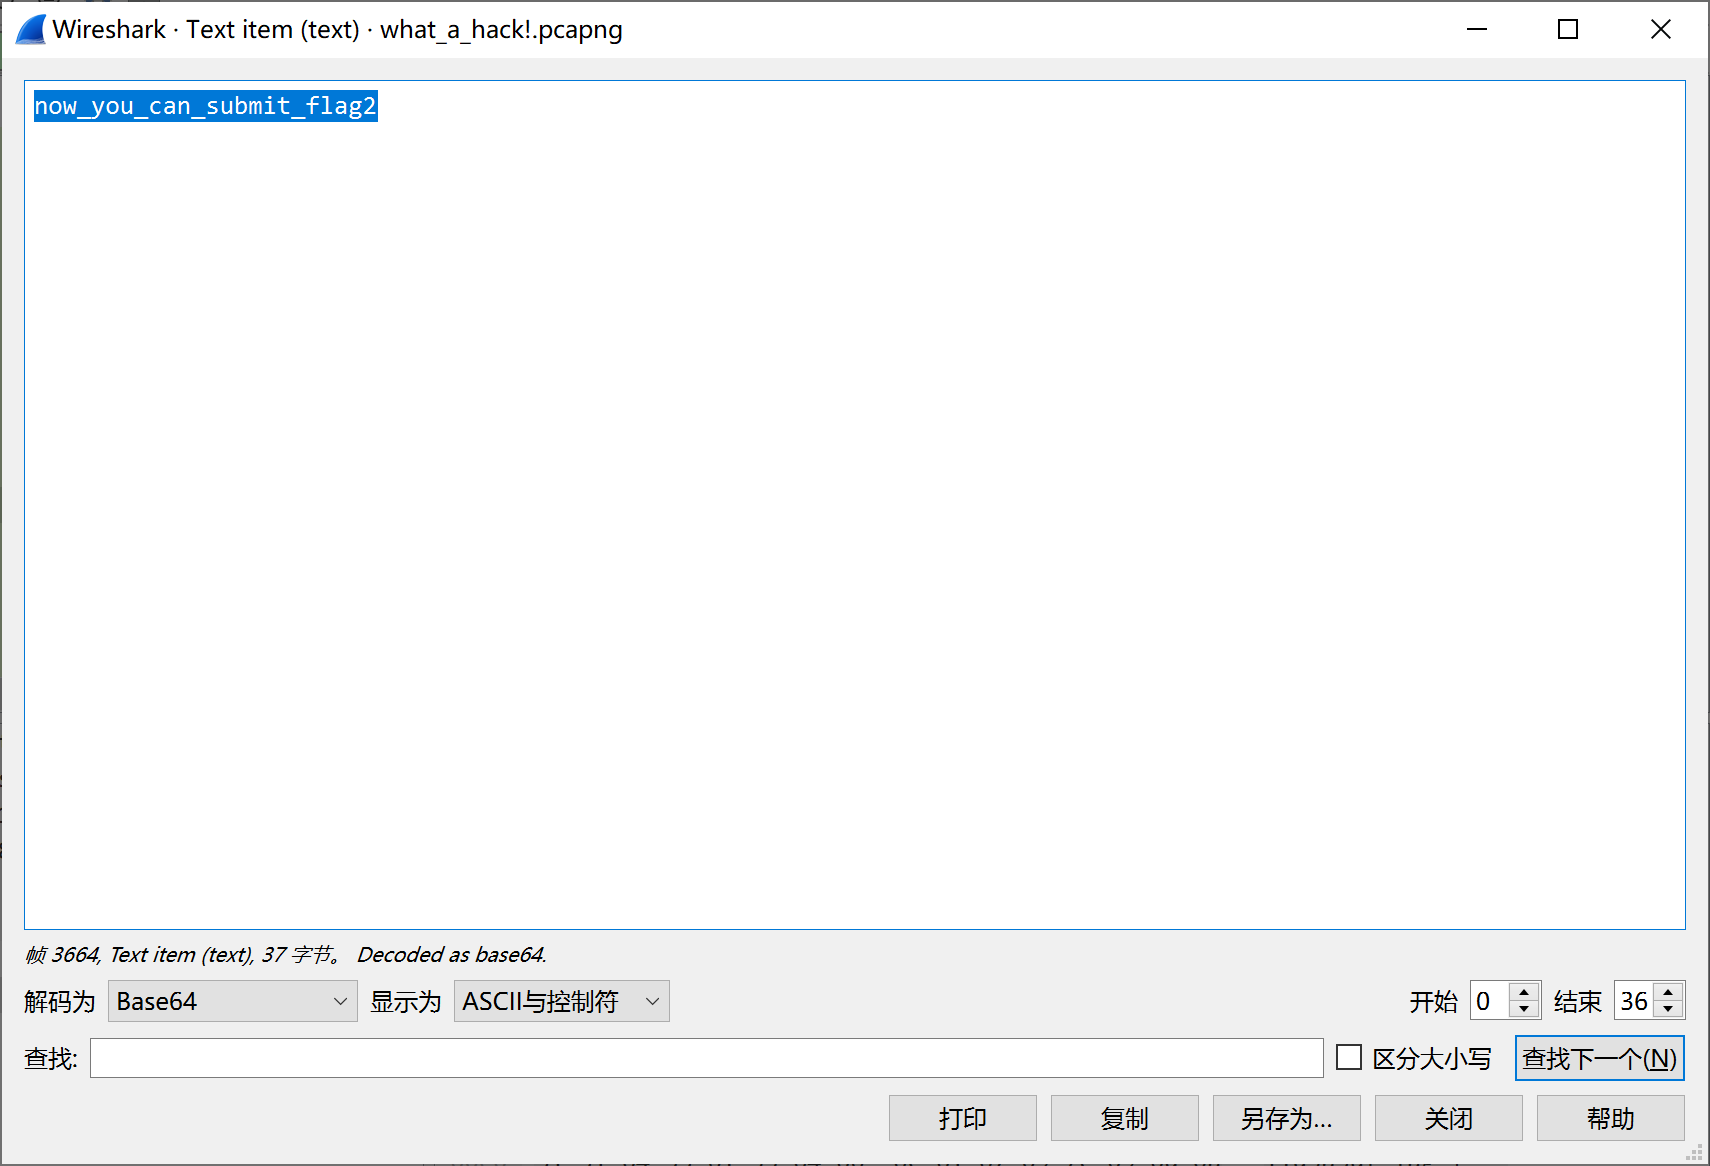 Wireshark · Text item (text) · what_a_hack!.pcapng
now_you_can_submit_flag2
帧 3664, Text item (text), 37 字节。 Decoded as base64.
解码为 Base64 显示为 ASCII与控制符 开始 0 结束 36
查找: 区分大小写 查找下一个(N)
打印 复制 另存为... 关闭 帮助